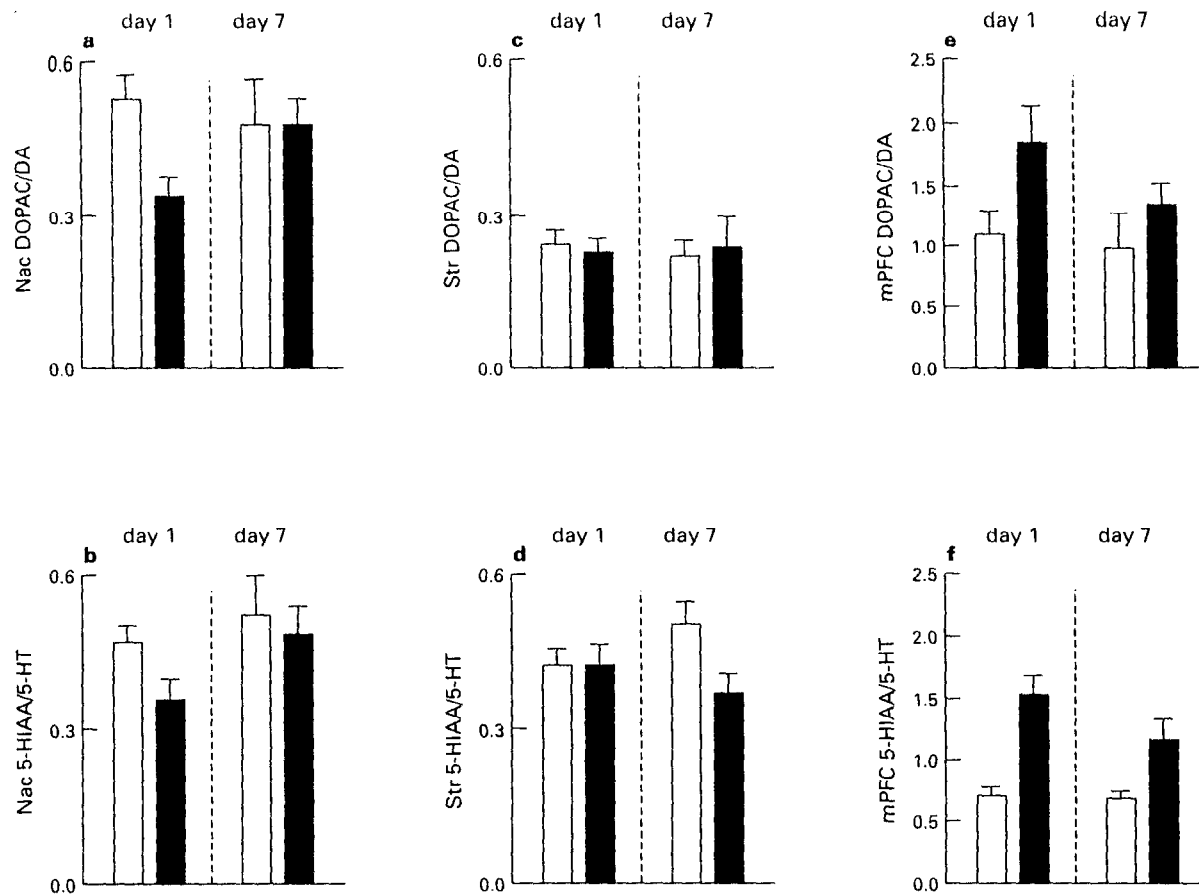 a
day 1
day 7
0.6
0.3
0.0
Nac DOPAC/DA
c
day 1
day 7
0.6
0.3
0.0
Str DOPAC/DA
e
day 1
day 7
2.5
2.0
1.5
1.0
0.5
0.0
mPFC DOPAC/DA
b
day 1
day 7
0.6
0.3
0.0
Nac 5-HIAA/5-HT
d
day 1
day 7
0.6
0.3
0.0
Str 5-HIAA/5-HT
f
day 1
day 7
2.5
2.0
1.5
1.0
0.5
0.0
mPFC 5-HIAA/5-HT